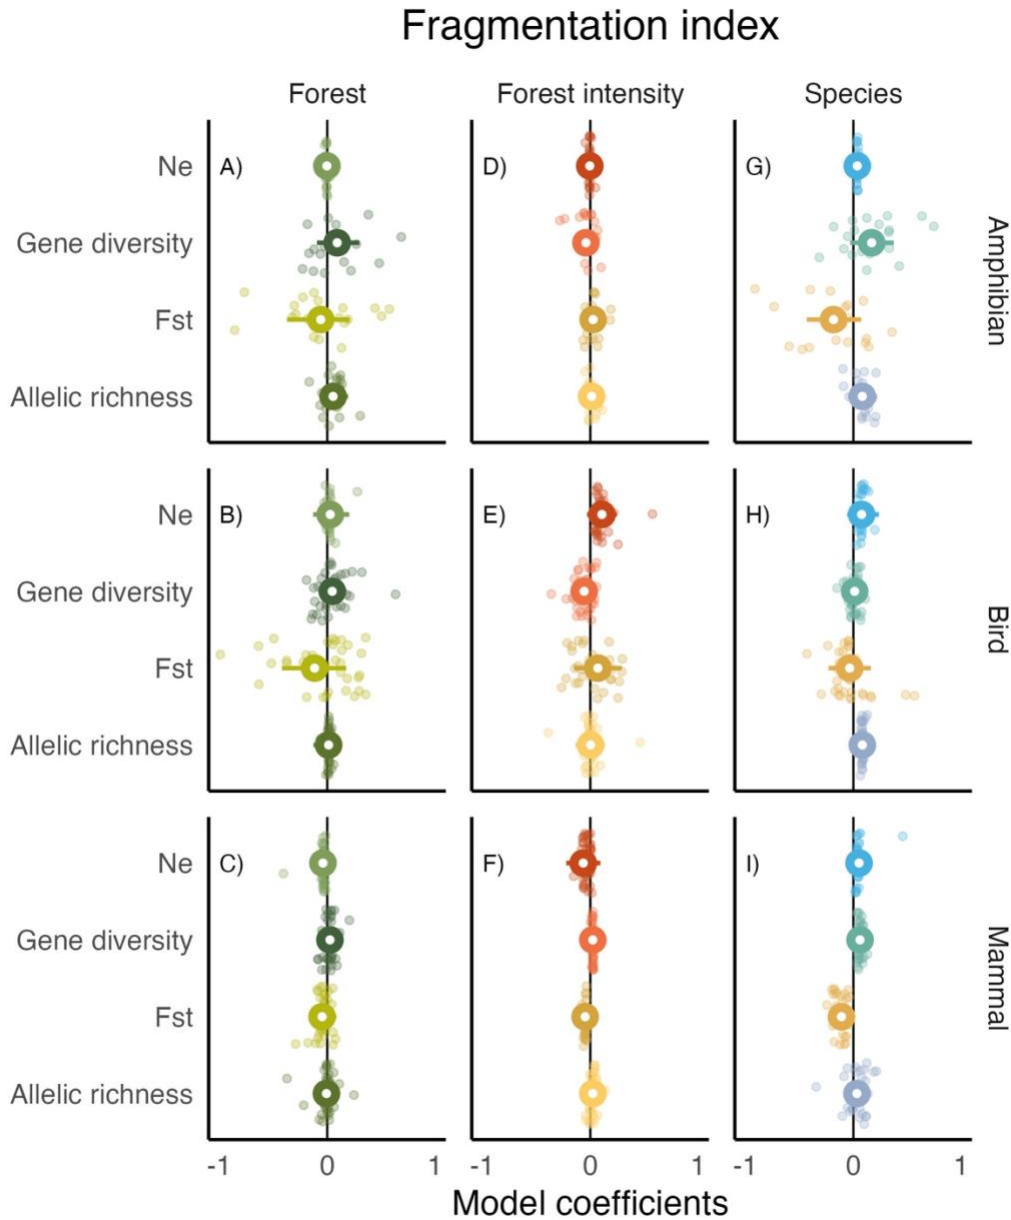 Fragmentation index
Forest
Forest intensity
Species
Ne
Gene diversity
Fst
Allelic richness
A)
D)
G)
Amphibian
Ne
Gene diversity
Fst
Allelic richness
B)
E)
H)
Bird
Ne
Gene diversity
Fst
Allelic richness
C)
F)
I)
Mammal
-1 0 1
-1 0 1
-1 0 1
Model coefficients